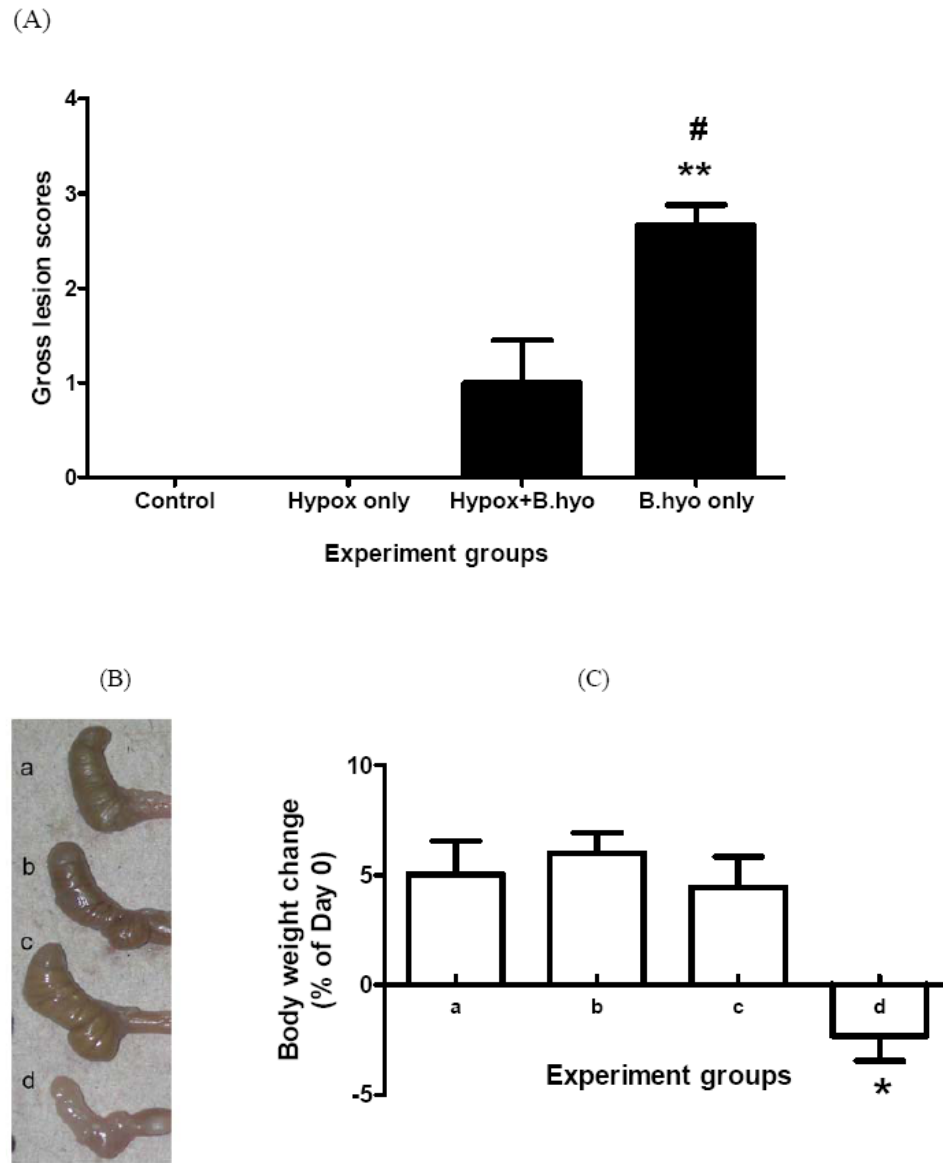 (A)
4
3
2
1
0
Gross lesion scores
#
**
Control Hypox only Hypox+B.hyo B.hyo only
Experiment groups
(B) (C)
a
b
c
d
10
5
0
-5
Body weight change
(% of Day 0)
a b c d
Experiment groups
*